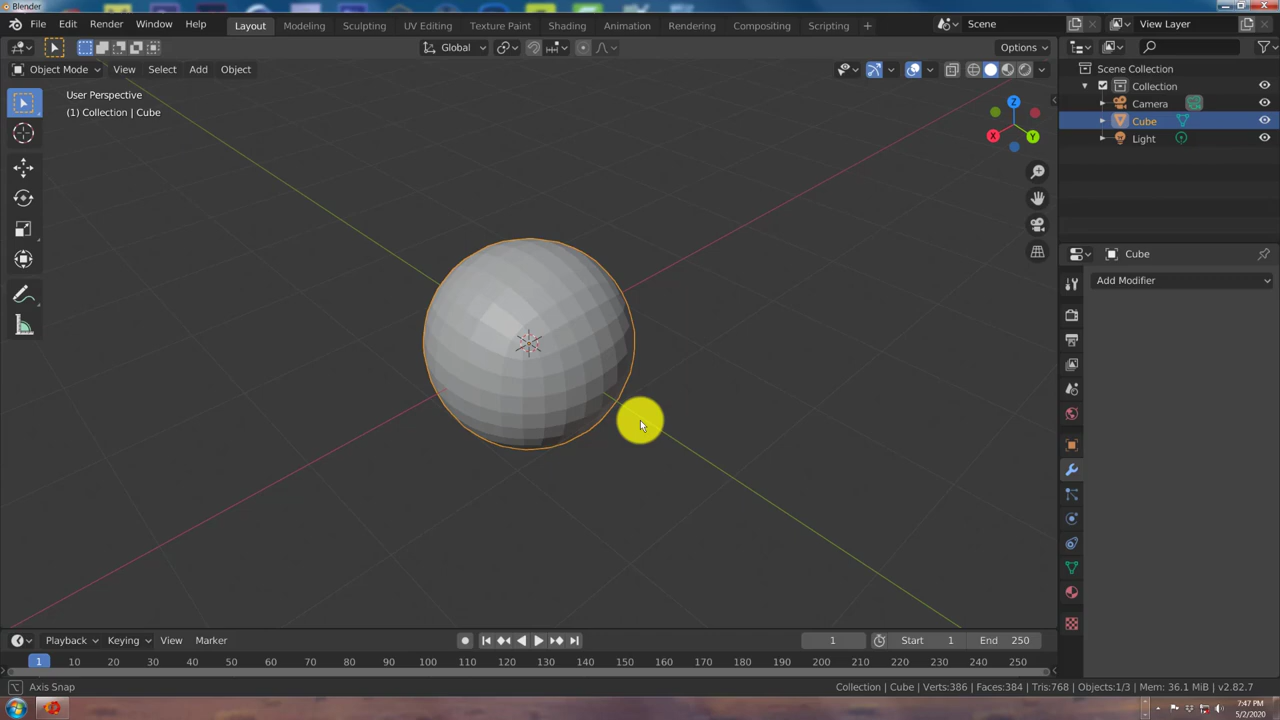 Blender
File Edit Render Window Help Layout Modeling Sculpting UV Editing Texture Paint Shading Animation Rendering Compositing Scripting + Scene View Layer
Global Options
Object Mode View Select Add Object
User Perspective
(1) Collection | Cube
Z
X
Y
Scene Collection
Collection
Camera
Cube
Light
Cube
Add Modifier
Playback Keying View Marker 1 Start 1 End 250
1 10 20 30 40 50 60 70 80 90 100 110 120 130 140 150 160 170 180 190 200 210 220 230 240 250
Axis Snap Collection | Cube | Verts:386 | Faces:384 | Tris:768 | Objects:1/3 | Mem: 36.1 MiB | v2.82.7
7:47 PM
5/2/2020